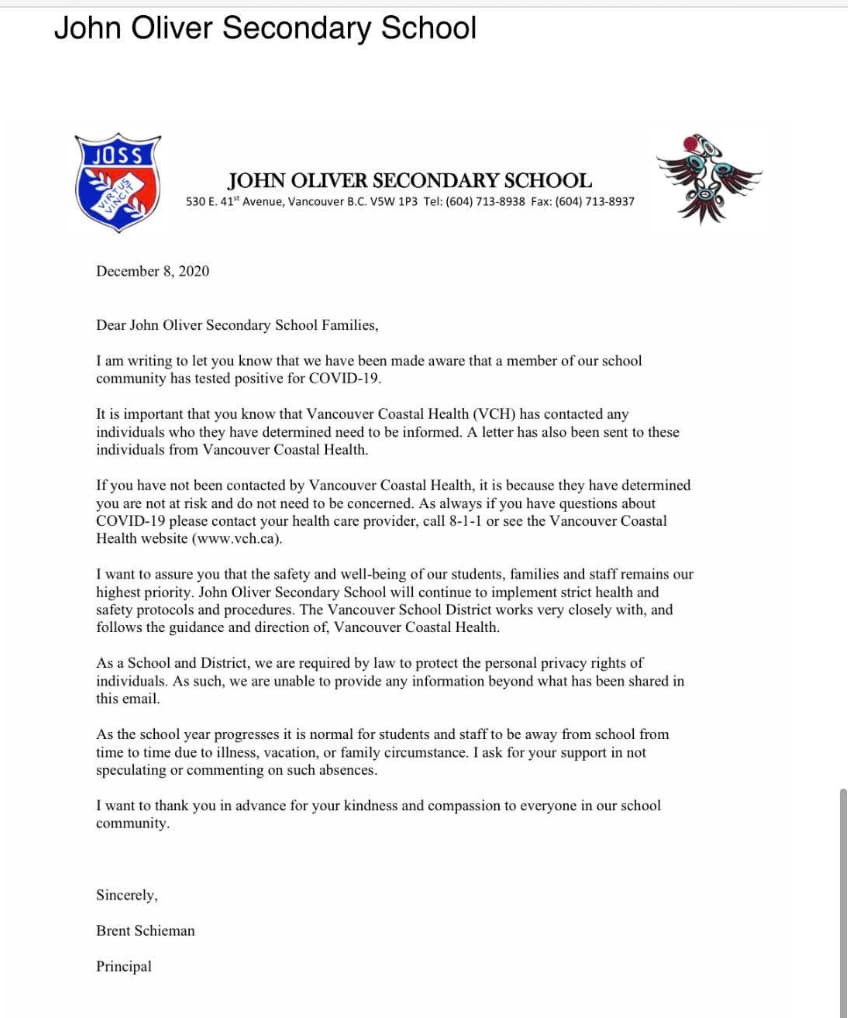 John Oliver Secondary School
JOSS
VIRTUS
VINCIT
JOHN OLIVER SECONDARY SCHOOL
530 E. 41st Avenue, Vancouver B.C. V5W 1P3 Tel: (604) 713-8938 Fax: (604) 713-8937
December 8, 2020
Dear John Oliver Secondary School Families,
I am writing to let you know that we have been made aware that a member of our school
community has tested positive for COVID-19.
It is important that you know that Vancouver Coastal Health (VCH) has contacted any
individuals who they have determined need to be informed. A letter has also been sent to these
individuals from Vancouver Coastal Health.
If you have not been contacted by Vancouver Coastal Health, it is because they have determined
you are not at risk and do not need to be concerned. As always if you have questions about
COVID-19 please contact your health care provider, call 8-1-1 or see the Vancouver Coastal
Health website (www.vch.ca).
I want to assure you that the safety and well-being of our students, families and staff remains our
highest priority. John Oliver Secondary School will continue to implement strict health and
safety protocols and procedures. The Vancouver School District works very closely with, and
follows the guidance and direction of, Vancouver Coastal Health.
As a School and District, we are required by law to protect the personal privacy rights of
individuals. As such, we are unable to provide any information beyond what has been shared in
this email.
As the school year progresses it is normal for students and staff to be away from school from
time to time due to illness, vacation, or family circumstance. I ask for your support in not
speculating or commenting on such absences.
I want to thank you in advance for your kindness and compassion to everyone in our school
community.
Sincerely,
Brent Schieman
Principal